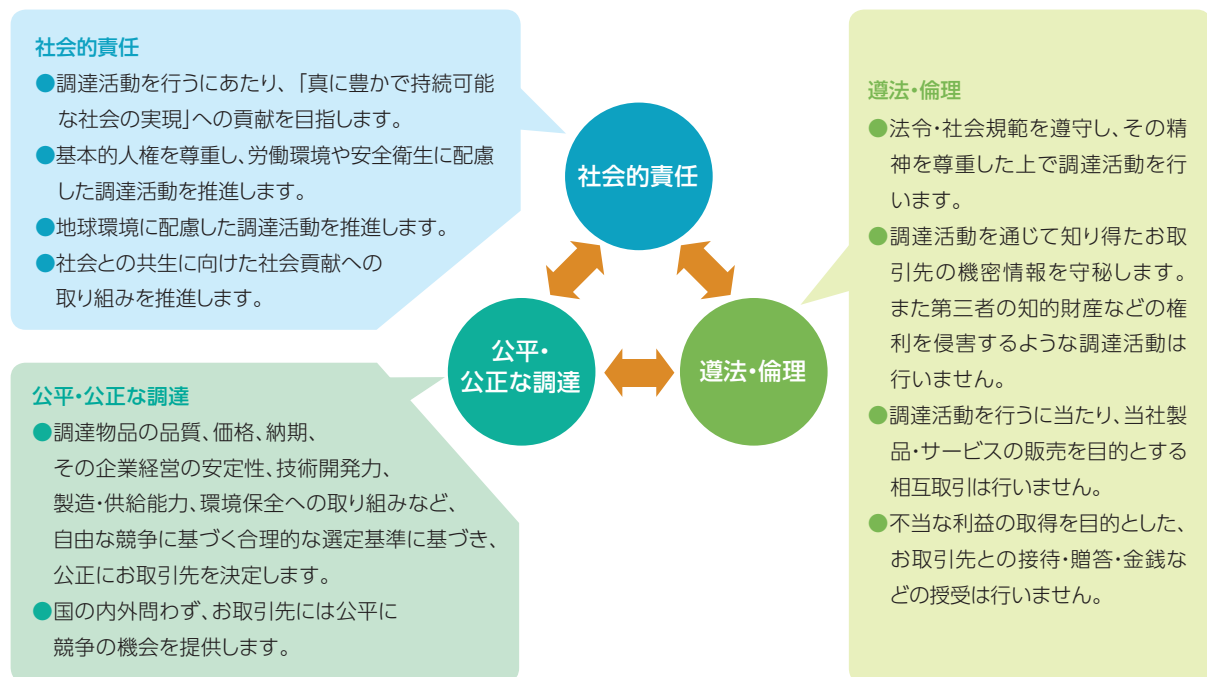 社会的責任
●調達活動を行うにあたり、「真に豊かで持続可能
な社会の実現」への貢献を目指します。
●基本的人権を尊重し、労働環境や安全衛生に配慮
した調達活動を推進します。
●地球環境に配慮した調達活動を推進します。
●社会との共生に向けた社会貢献への
取り組みを推進します。
公平・公正な調達
●調達物品の品質、価格、納期、
その企業経営の安定性、技術開発力、
製造・供給能力、環境保全への取り組みなど、
自由な競争に基づく合理的な選定基準に基づき、
公正にお取引先を決定します。
●国の内外問わず、お取引先には公平に
競争の機会を提供します。
社会的責任
公平・
公正な調達
遵法・倫理
遵法・倫理
●法令・社会規範を遵守し、その精
神を尊重した上で調達活動を行
います。
●調達活動を通じて知り得たお取
引先の機密情報を守秘します。
また第三者の知的財産などの権
利を侵害するような調達活動は
行いません。
●調達活動を行うに当たり、当社製
品・サービスの販売を目的とする
相互取引は行いません。
●不当な利益の取得を目的とした、
お取引先との接待・贈答・金銭な
どの授受は行いません。